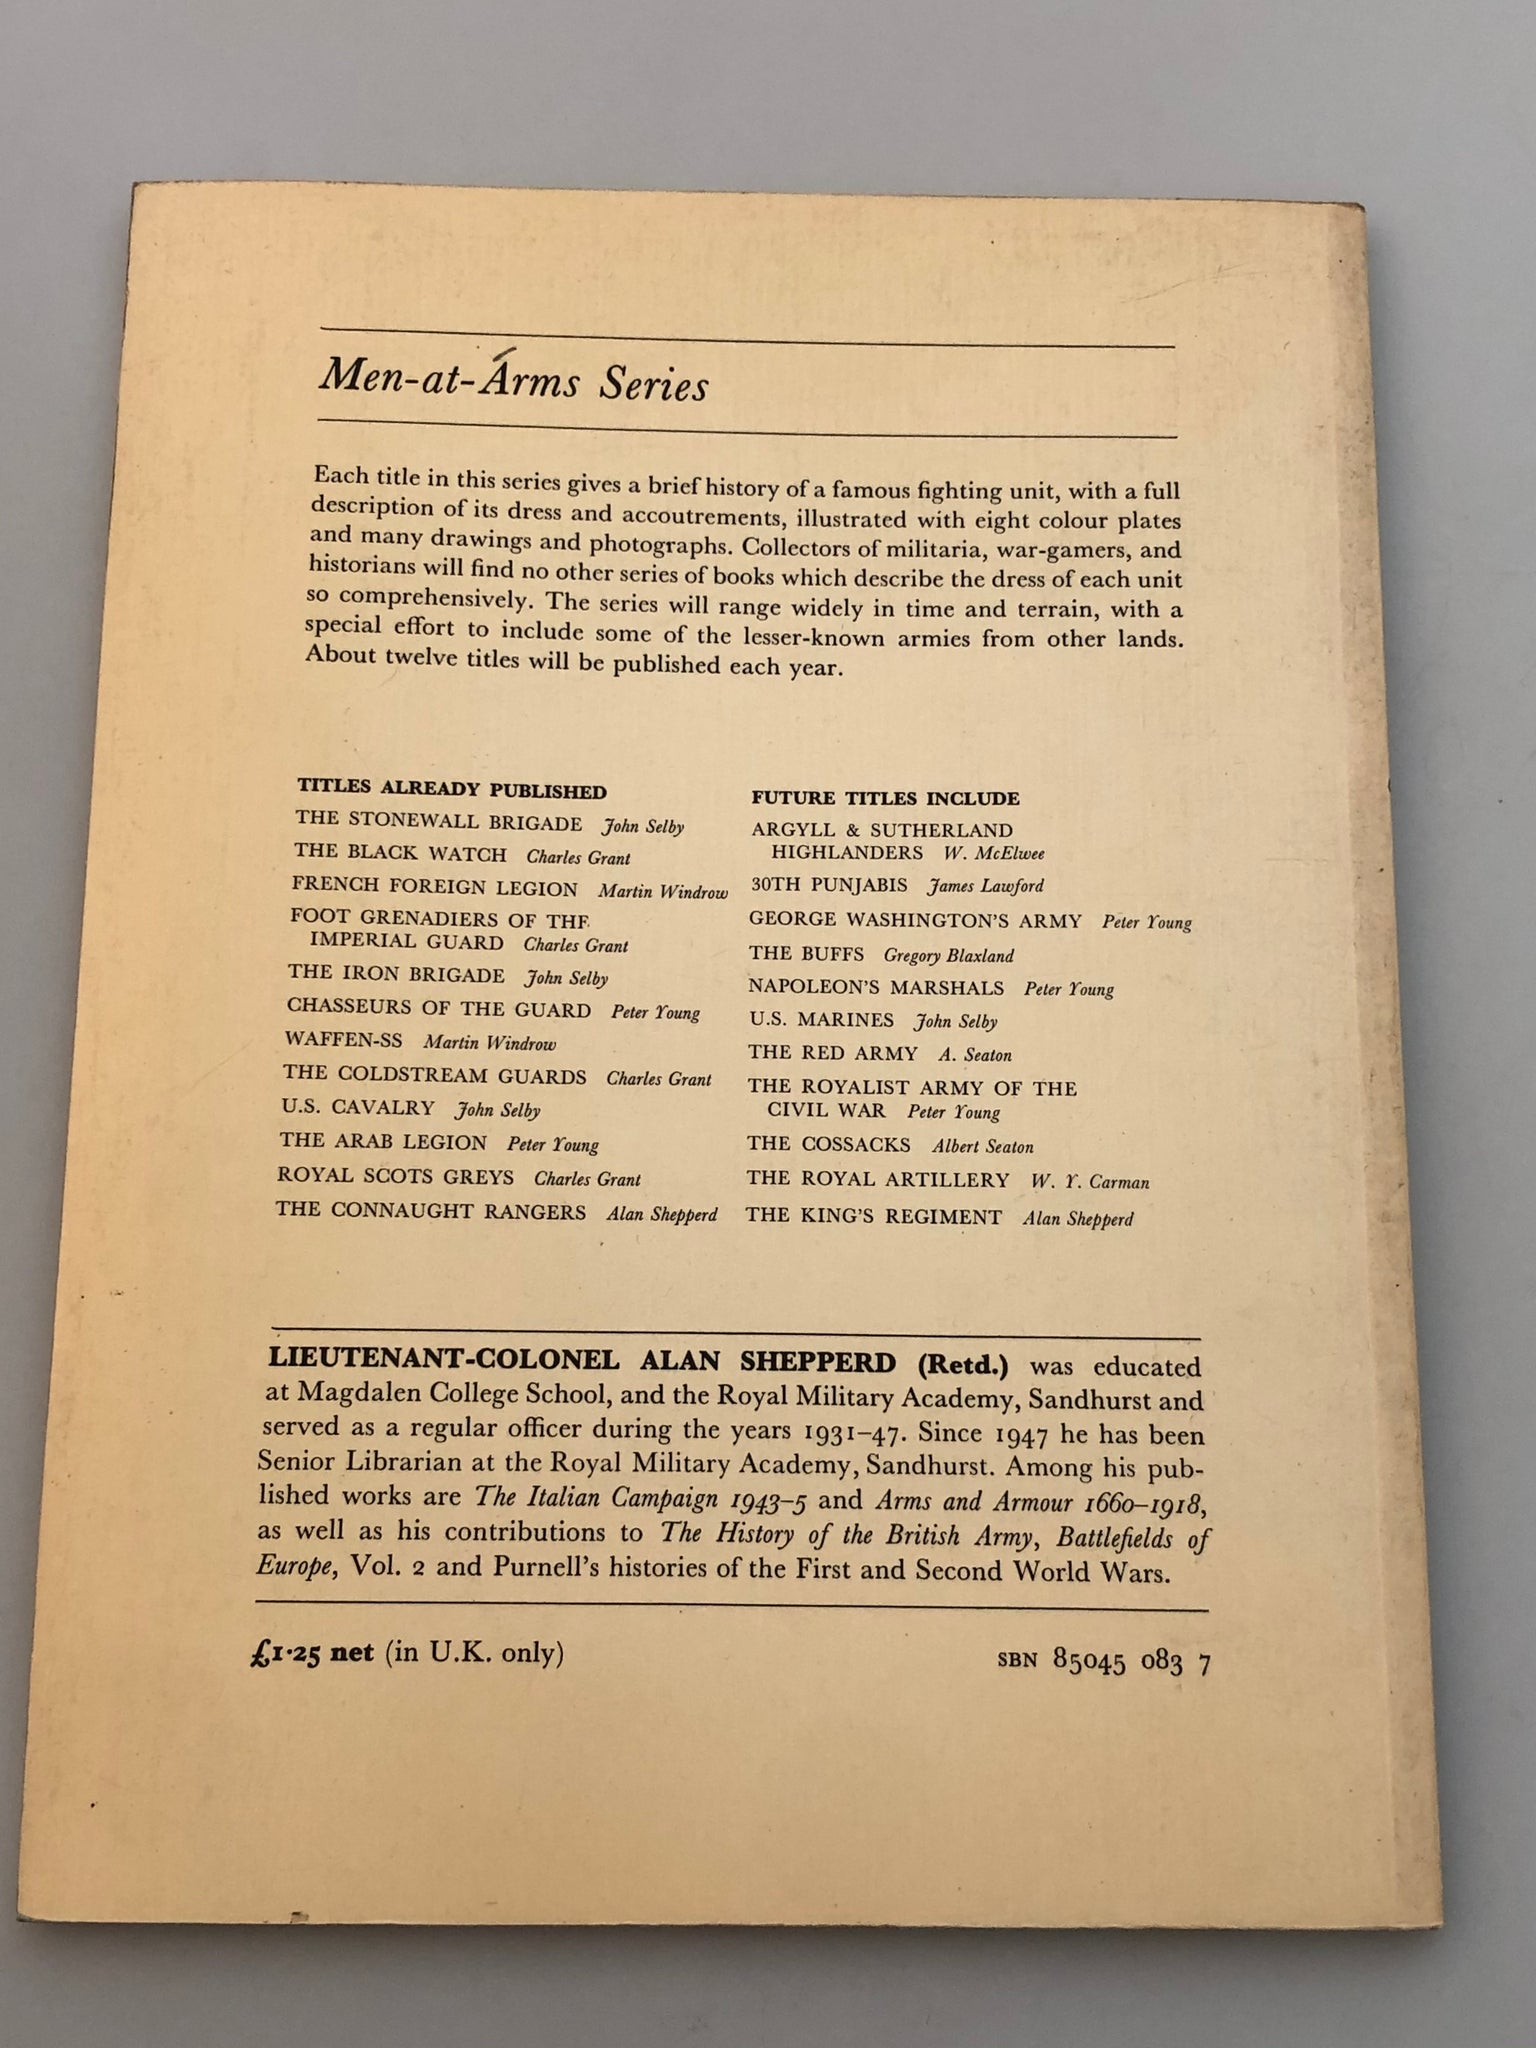 Men-at-Arms Series
Each title in this series gives a brief history of a famous fighting unit, with a full
description of its dress and accoutrements, illustrated with eight colour plates
and many drawings and photographs. Collectors of militaria, war-gamers, and
historians will find no other series of books which describe the dress of each unit
so comprehensively. The series will range widely in time and terrain, with a
special effort to include some of the lesser-known armies from other lands.
About twelve titles will be published each year.
TITLES ALREADY PUBLISHED
THE STONEWALL BRIGADE John Selby
THE BLACK WATCH Charles Grant
FRENCH FOREIGN LEGION Martin Windrow
FOOT GRENADIERS OF THE
IMPERIAL GUARD Charles Grant
THE IRON BRIGADE John Selby
CHASSEURS OF THE GUARD Peter Young
WAFFEN-SS Martin Windrow
THE COLDSTREAM GUARDS Charles Grant
U.S. CAVALRY John Selby
THE ARAB LEGION Peter Young
ROYAL SCOTS GREYS Charles Grant
THE CONNAUGHT RANGERS Alan Shepperd
FUTURE TITLES INCLUDE
ARGYLL & SUTHERLAND
HIGHLANDERS W. McElwee
30TH PUNJABIS James Lawford
GEORGE WASHINGTON'S ARMY Peter Young
THE BUFFS Gregory Blaxland
NAPOLEON'S MARSHALS Peter Young
U.S. MARINES John Selby
THE RED ARMY A. Seaton
THE ROYALIST ARMY OF THE
CIVIL WAR Peter Young
THE COSSACKS Albert Seaton
THE ROYAL ARTILLERY W. Y. Carman
THE KING'S REGIMENT Alan Shepperd
LIEUTENANT-COLONEL ALAN SHEPPERD (Retd.) was educated
at Magdalen College School, and the Royal Military Academy, Sandhurst and
served as a regular officer during the years 1931–47. Since 1947 he has been
Senior Librarian at the Royal Military Academy, Sandhurst. Among his pub-
lished works are The Italian Campaign 1943–5 and Arms and Armour 1660–1918,
as well as his contributions to The History of the British Army, Battlefields of
Europe, Vol. 2 and Purnell's histories of the First and Second World Wars.
£1·25 net (in U.K. only)
SBN 85045 083 7